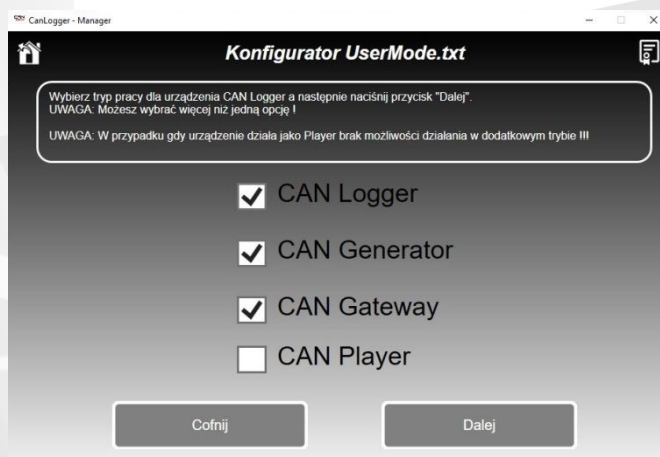 CanLogger - Manager
Konfigurator UserMode.txt
Wybierz tryp pracy dla urządzenia CAN Logger a następnie naciśnij przycisk "Dalej".
UWAGA: Możesz wybrać więcej niż jedną opcję !
UWAGA: W przypadku gdy urządzenie działa jako Player brak możliwości działania w dodatkowym trybie !!!
CAN Logger
CAN Generator
CAN Gateway
CAN Player
Cofnij
Dalej